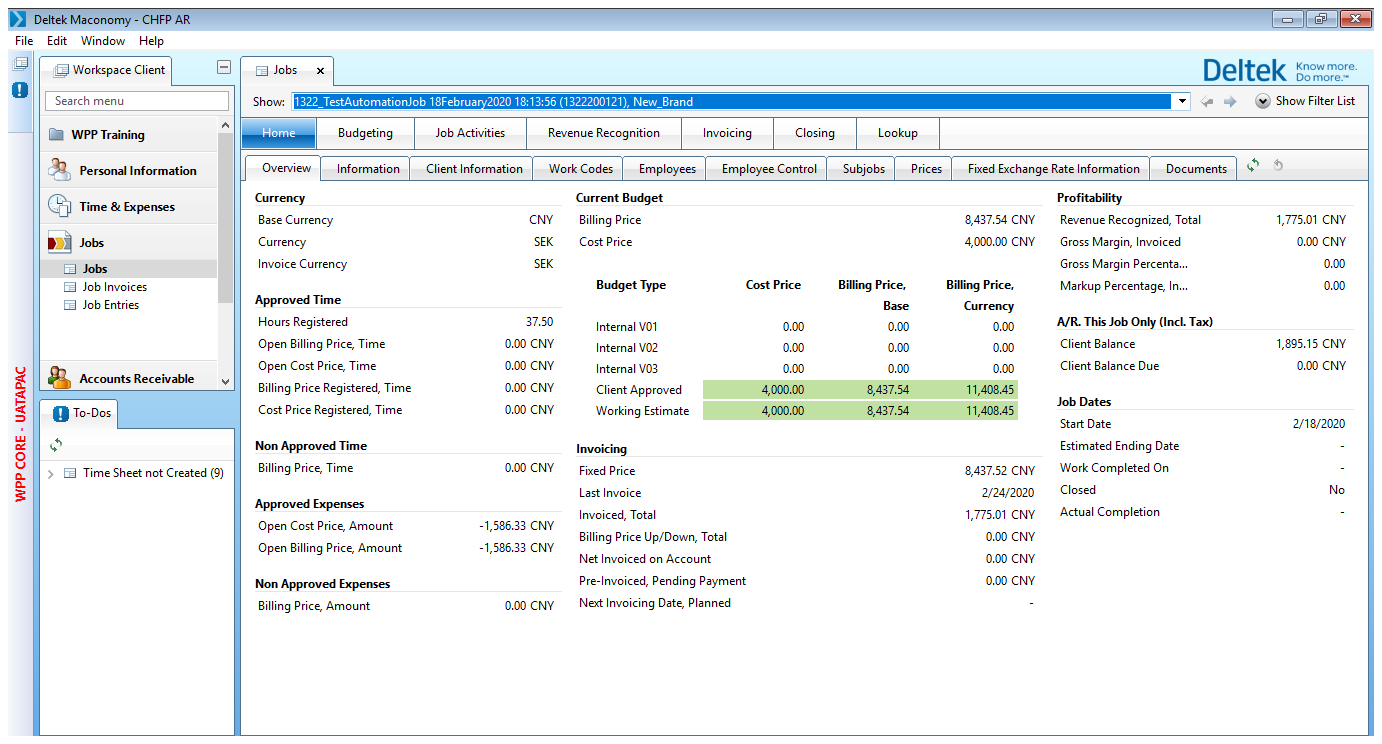 Deltek Maconomy - CHFP AR
File Edit Window Help
Workspace Client
Search menu
WPP Training
Personal Information
Time & Expenses
Jobs
Jobs
Job Invoices
Job Entries
Accounts Receivable
To-Dos
Time Sheet not Created (9)
WPP CORE - UATAPAC
Jobs
Deltek Know more. Do more.™
Show: 1322_TestAutomationJob 18February2020 18:13:56 (1322200121), New_Brand Show Filter List
Home Budgeting Job Activities Revenue Recognition Invoicing Closing Lookup
Overview Information Client Information Work Codes Employees Employee Control Subjobs Prices Fixed Exchange Rate Information Documents
Currency
Base Currency CNY
Currency SEK
Invoice Currency SEK
Approved Time
Hours Registered 37.50
Open Billing Price, Time 0.00 CNY
Open Cost Price, Time 0.00 CNY
Billing Price Registered, Time 0.00 CNY
Cost Price Registered, Time 0.00 CNY
Non Approved Time
Billing Price, Time 0.00 CNY
Approved Expenses
Open Cost Price, Amount -1,586.33 CNY
Open Billing Price, Amount -1,586.33 CNY
Non Approved Expenses
Billing Price, Amount 0.00 CNY
Current Budget
Billing Price 8,437.54 CNY
Cost Price 4,000.00 CNY
Budget Type Cost Price Billing Price, Base Billing Price, Currency
Internal V01 0.00 0.00 0.00
Internal V02 0.00 0.00 0.00
Internal V03 0.00 0.00 0.00
Client Approved 4,000.00 8,437.54 11,408.45
Working Estimate 4,000.00 8,437.54 11,408.45
Invoicing
Fixed Price 8,437.52 CNY
Last Invoice 2/24/2020
Invoiced, Total 1,775.01 CNY
Billing Price Up/Down, Total 0.00 CNY
Net Invoiced on Account 0.00 CNY
Pre-Invoiced, Pending Payment 0.00 CNY
Next Invoicing Date, Planned -
Profitability
Revenue Recognized, Total 1,775.01 CNY
Gross Margin, Invoiced 0.00 CNY
Gross Margin Percenta... 0.00
Markup Percentage, In... 0.00
A/R. This Job Only (Incl. Tax)
Client Balance 1,895.15 CNY
Client Balance Due 0.00 CNY
Job Dates
Start Date 2/18/2020
Estimated Ending Date -
Work Completed On -
Closed No
Actual Completion -